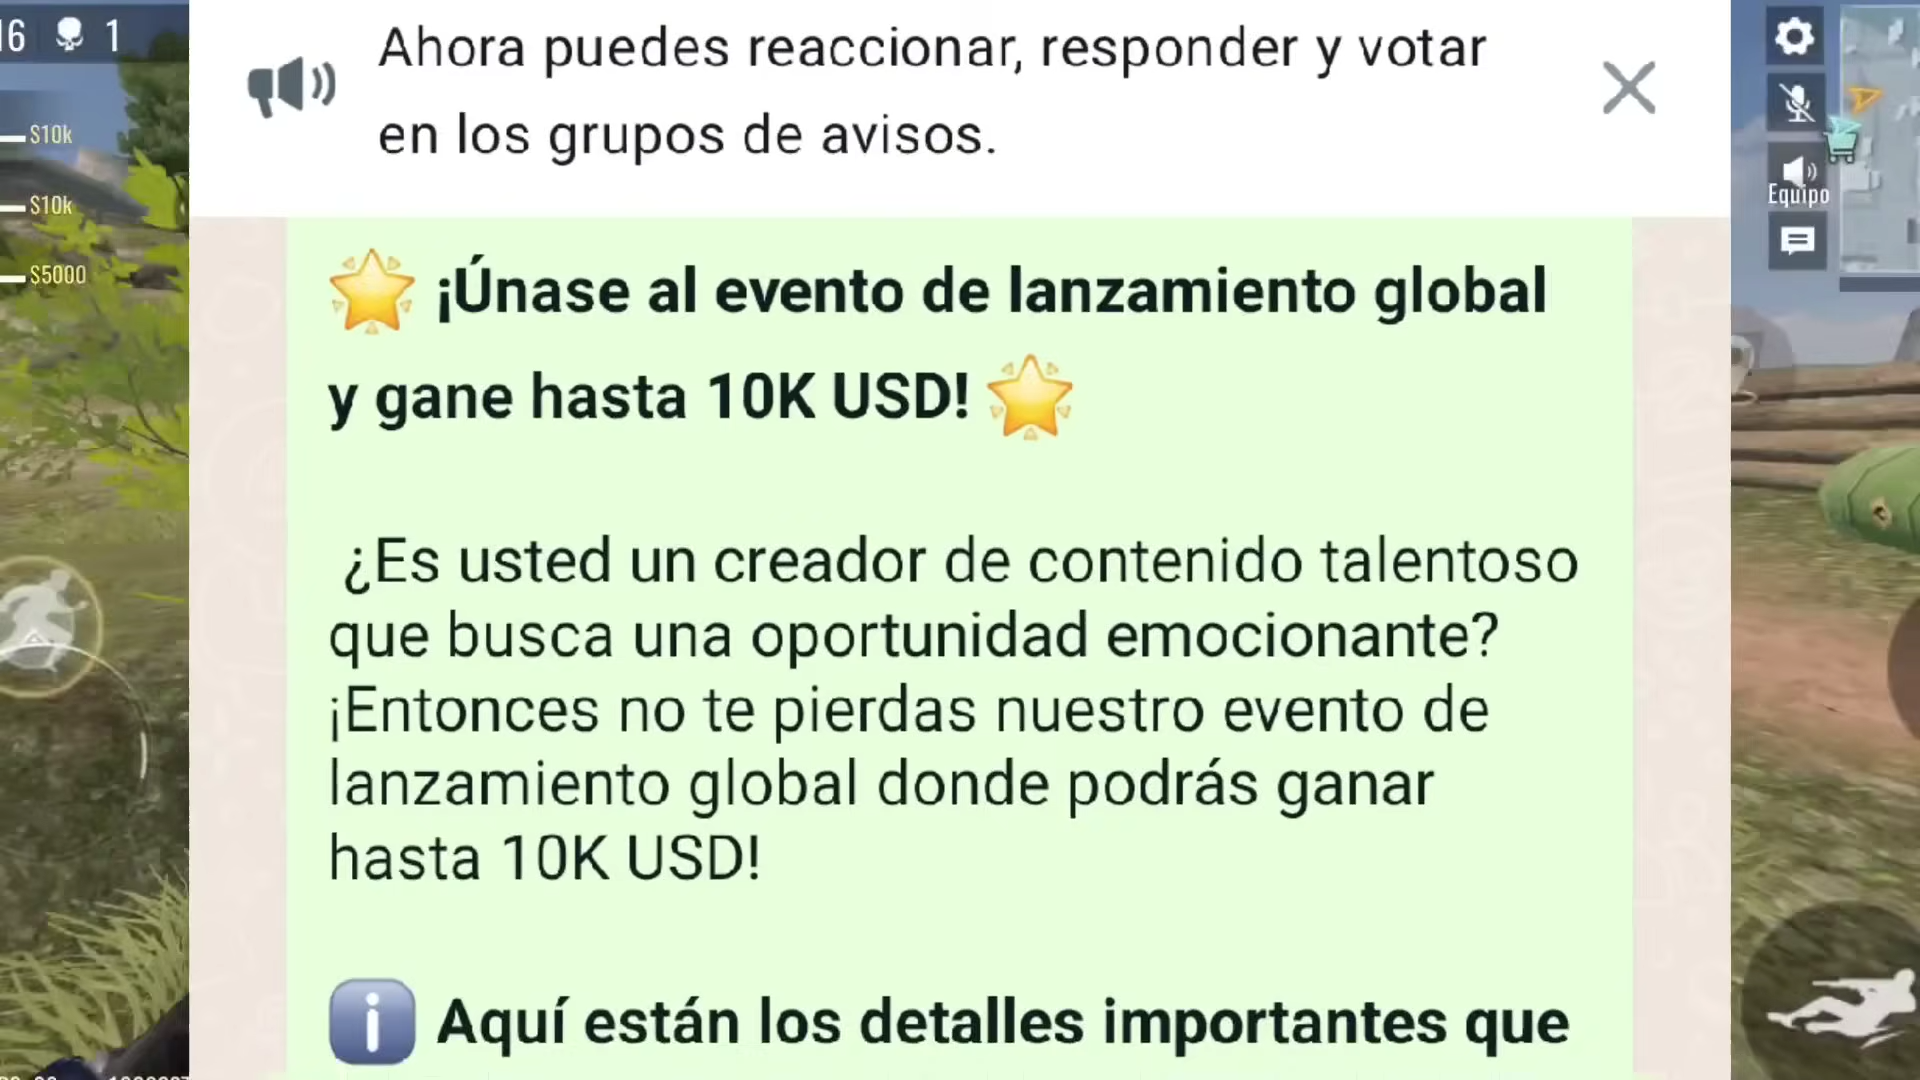 16 1
$10k
$10k
$5000
Ahora puedes reaccionar, responder y votar
en los grupos de avisos.
Equipo
¡Únase al evento de lanzamiento global
y gane hasta 10K USD!
¿Es usted un creador de contenido talentoso
que busca una oportunidad emocionante?
¡Entonces no te pierdas nuestro evento de
lanzamiento global donde podrás ganar
hasta 10K USD!
Aquí están los detalles importantes que